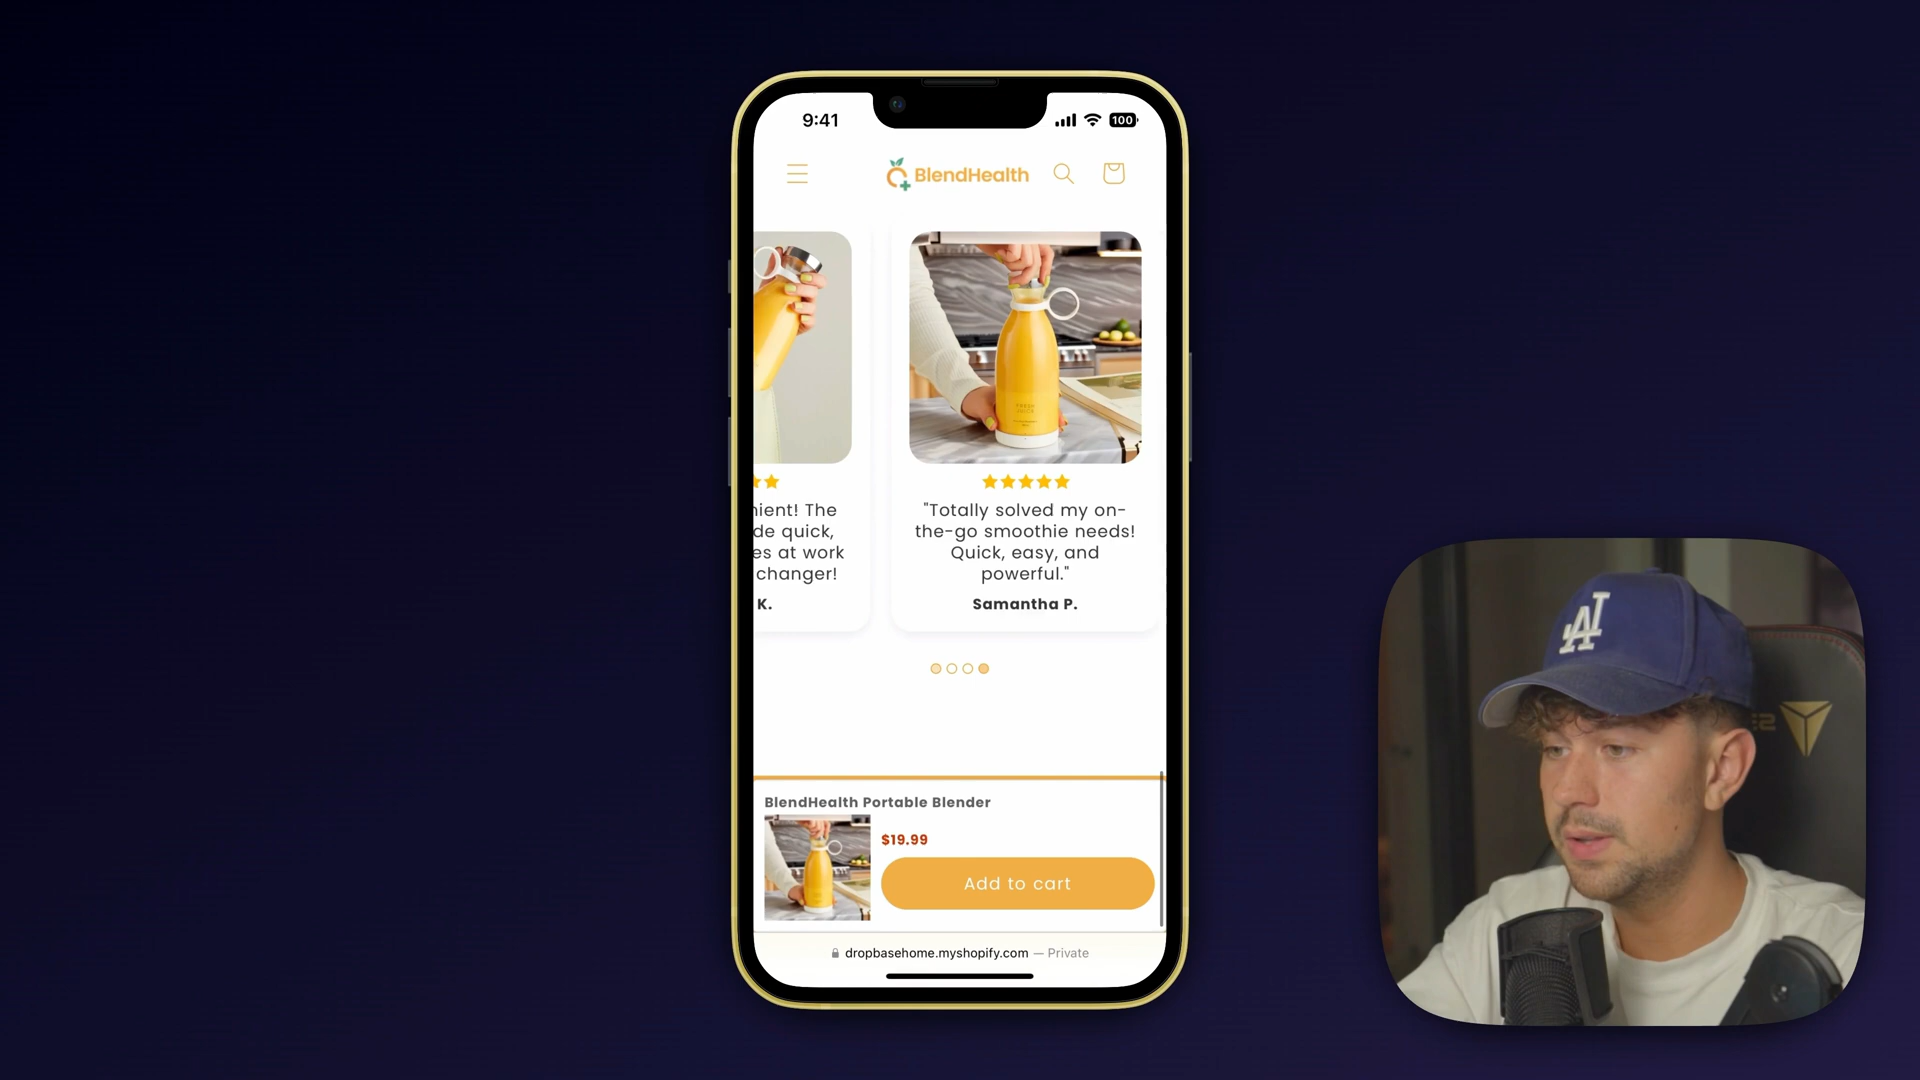 9:41
100
BlendHealth
nient! The
de quick,
es at work
changer!
K.
"Totally solved my on-
the-go smoothie needs!
Quick, easy, and
powerful."
Samantha P.
BlendHealth Portable Blender
$19.99
Add to cart
dropbasehome.myshopify.com — Private